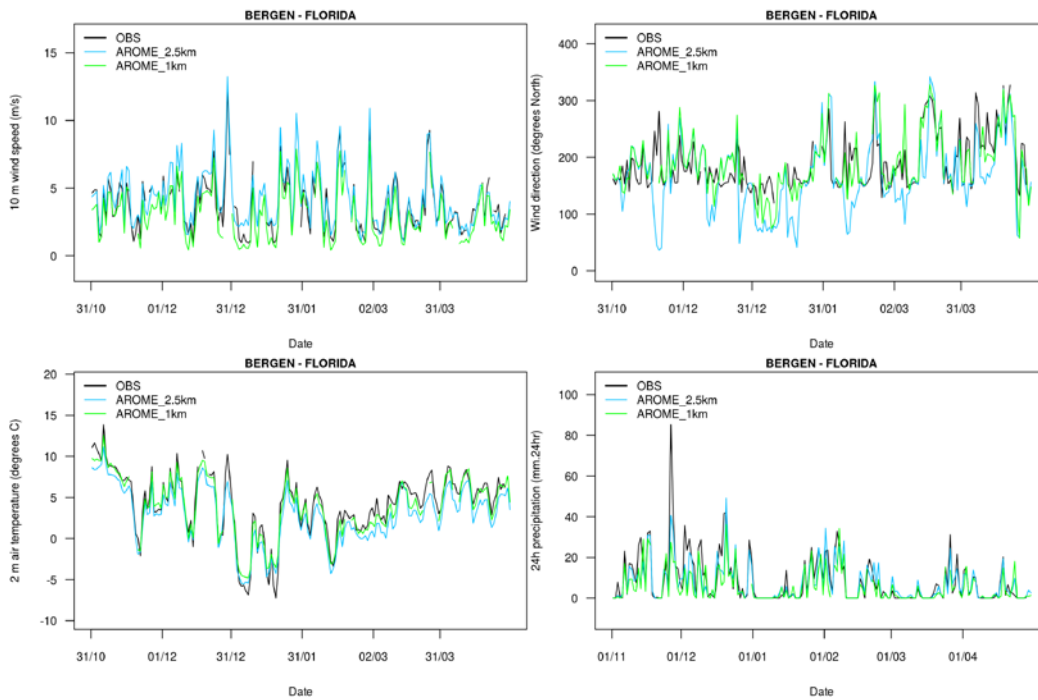 BERGEN - FLORIDA
OBS
AROME_2.5km
AROME_1km
10 m wind speed (m/s)
15
10
5
0
31/10 01/12 31/12 31/01 02/03 31/03
Date
BERGEN - FLORIDA
OBS
AROME_2.5km
AROME_1km
Wind direction (degrees North)
400
300
200
100
0
31/10 01/12 31/12 31/01 02/03 31/03
Date
BERGEN - FLORIDA
OBS
AROME_2.5km
AROME_1km
2 m air temperature (degrees C)
20
15
10
5
0
-5
-10
31/10 01/12 31/12 31/01 02/03 31/03
Date
BERGEN - FLORIDA
OBS
AROME_2.5km
AROME_1km
24h precipitation (mm.24hr)
100
80
60
40
20
0
01/11 01/12 01/01 01/02 01/03 01/04
Date